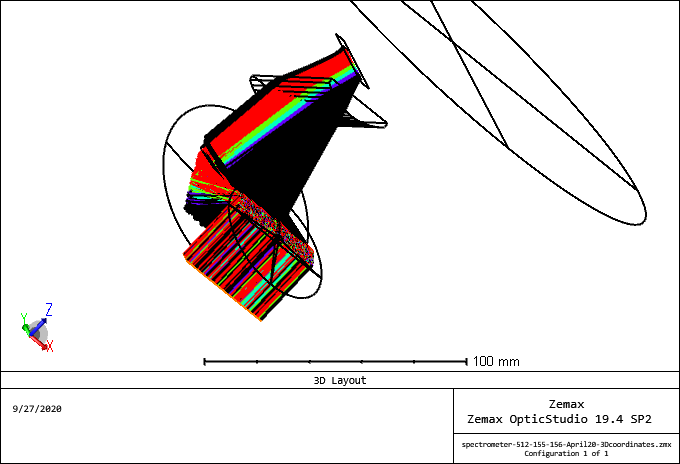 Y
Z
X
100 mm
3D Layout
9/27/2020
Zemax
Zemax OpticStudio 19.4 SP2
spectrometer-512-155-156-April20-3Dcoordinates.zmx
Configuration 1 of 1